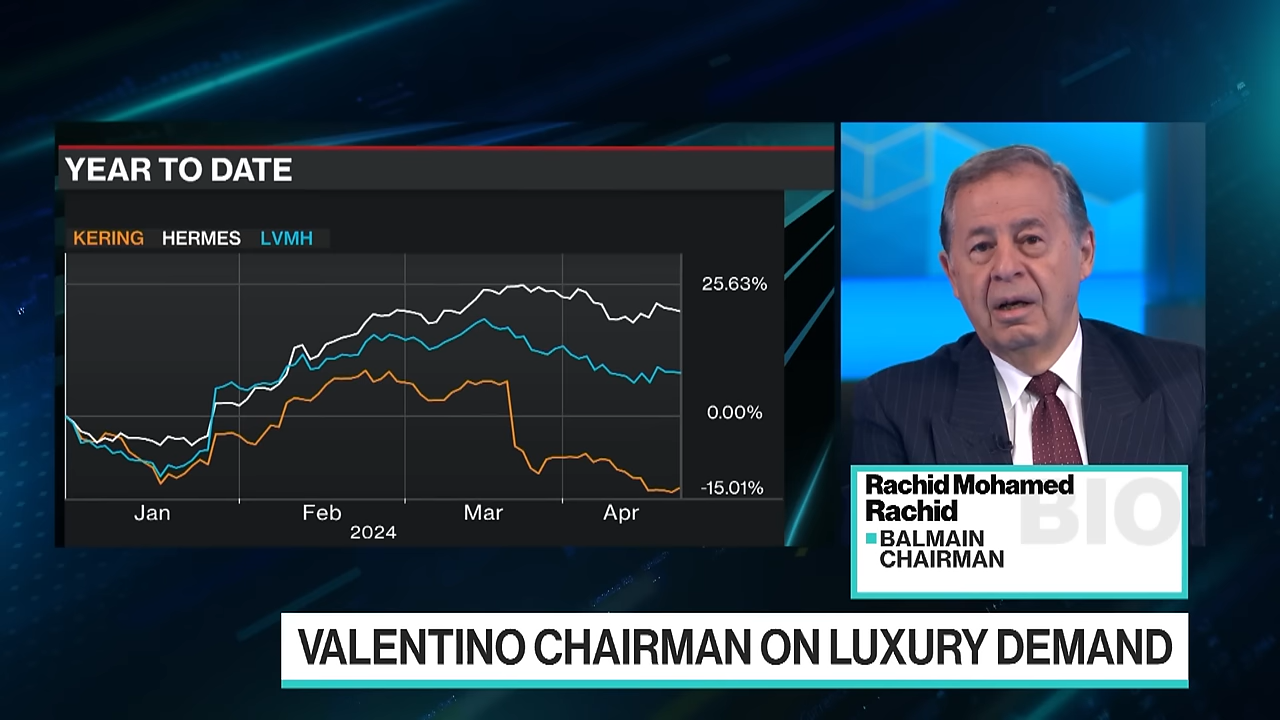 YEAR TO DATE
KERING HERMES LVMH
25.63%
0.00%
-15.01%
Jan Feb Mar Apr
2024
Rachid Mohamed
Rachid
BIO
BALMAIN
CHAIRMAN
VALENTINO CHAIRMAN ON LUXURY DEMAND